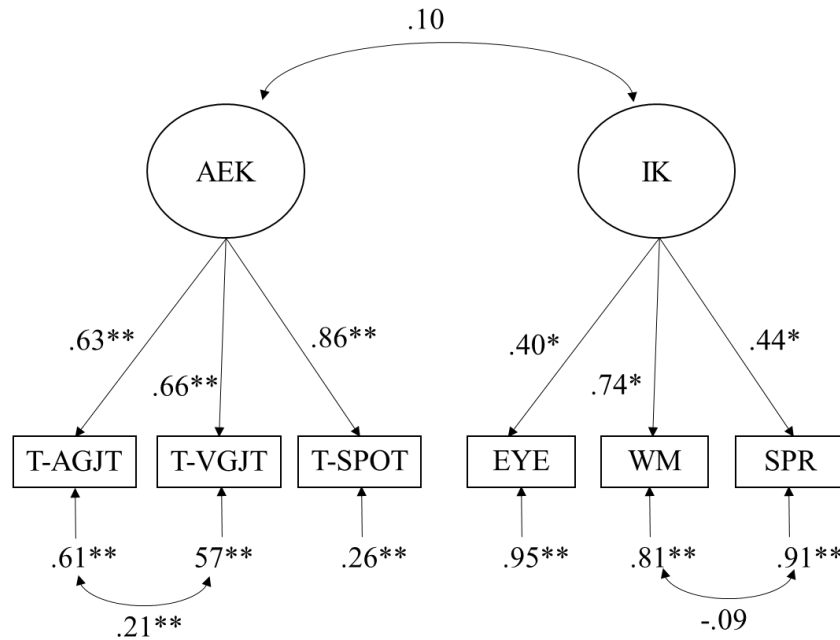 .10
AEK
IK
.63**
.66**
.86**
.40*
.74*
.44*
T-AGJT
T-VGJT
T-SPOT
EYE
WM
SPR
.61**
57**
.26**
.95**
.81**
.91**
.21**
-.09